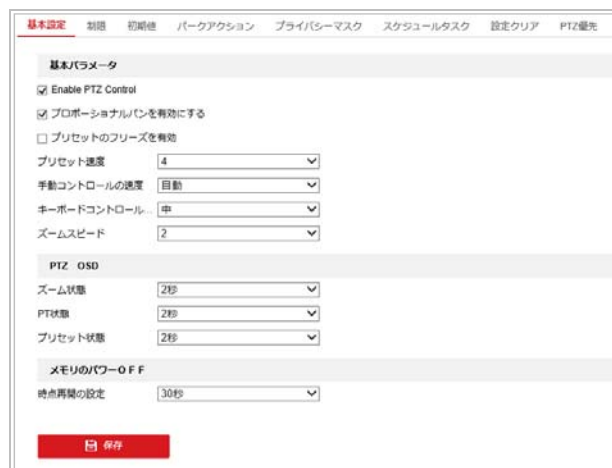 基本設定 制限 初期値 パークアクション プライバシーマスク スケジュールタスク 設定クリア PTZ優先
基本パラメータ
Enable PTZ Control
プロポーショナルパンを有効にする
プリセットのフリーズを有効
プリセット速度 4
手動コントロールの速度 自動
キーボードコントロール... 中
ズームスピード 2
PTZ OSD
ズーム状態 2秒
PT状態 2秒
プリセット状態 2秒
メモリのパワーOFF
時点再開の設定 30秒
保存